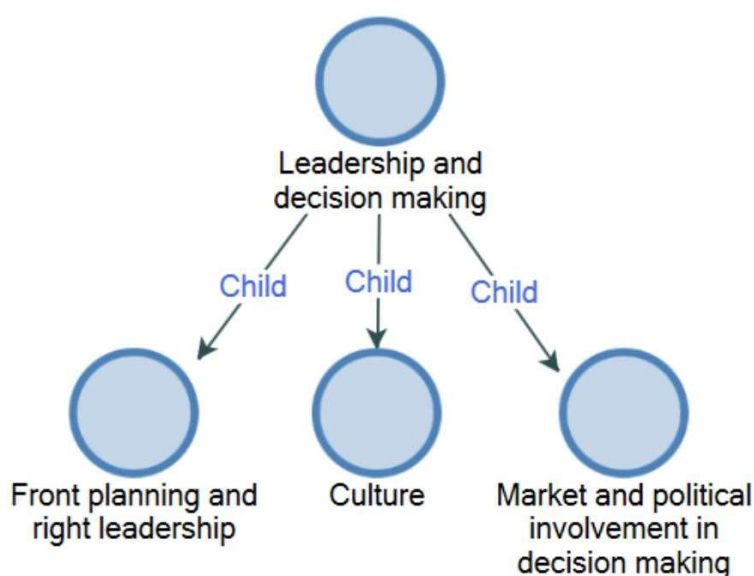 Leadership and
decision making
Child
Child
Child
Front planning and
right leadership
Culture
Market and political
involvement in
decision making